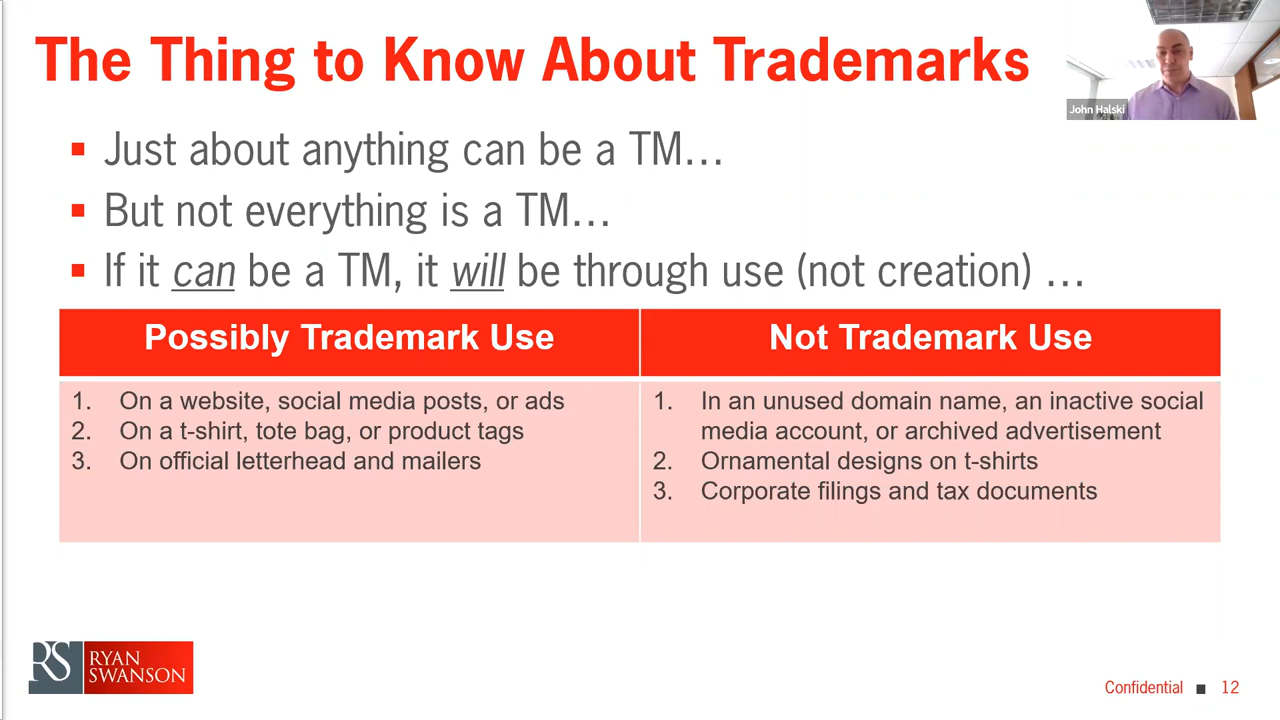 The Thing to Know About Trademarks
John Halski
Just about anything can be a TM…
But not everything is a TM…
If it can be a TM, it will be through use (not creation) …
Possibly Trademark Use
1. On a website, social media posts, or ads
2. On a t-shirt, tote bag, or product tags
3. On official letterhead and mailers
Not Trademark Use
1. In an unused domain name, an inactive social
media account, or archived advertisement
2. Ornamental designs on t-shirts
3. Corporate filings and tax documents
RS
RYAN
SWANSON
Confidential ■ 12